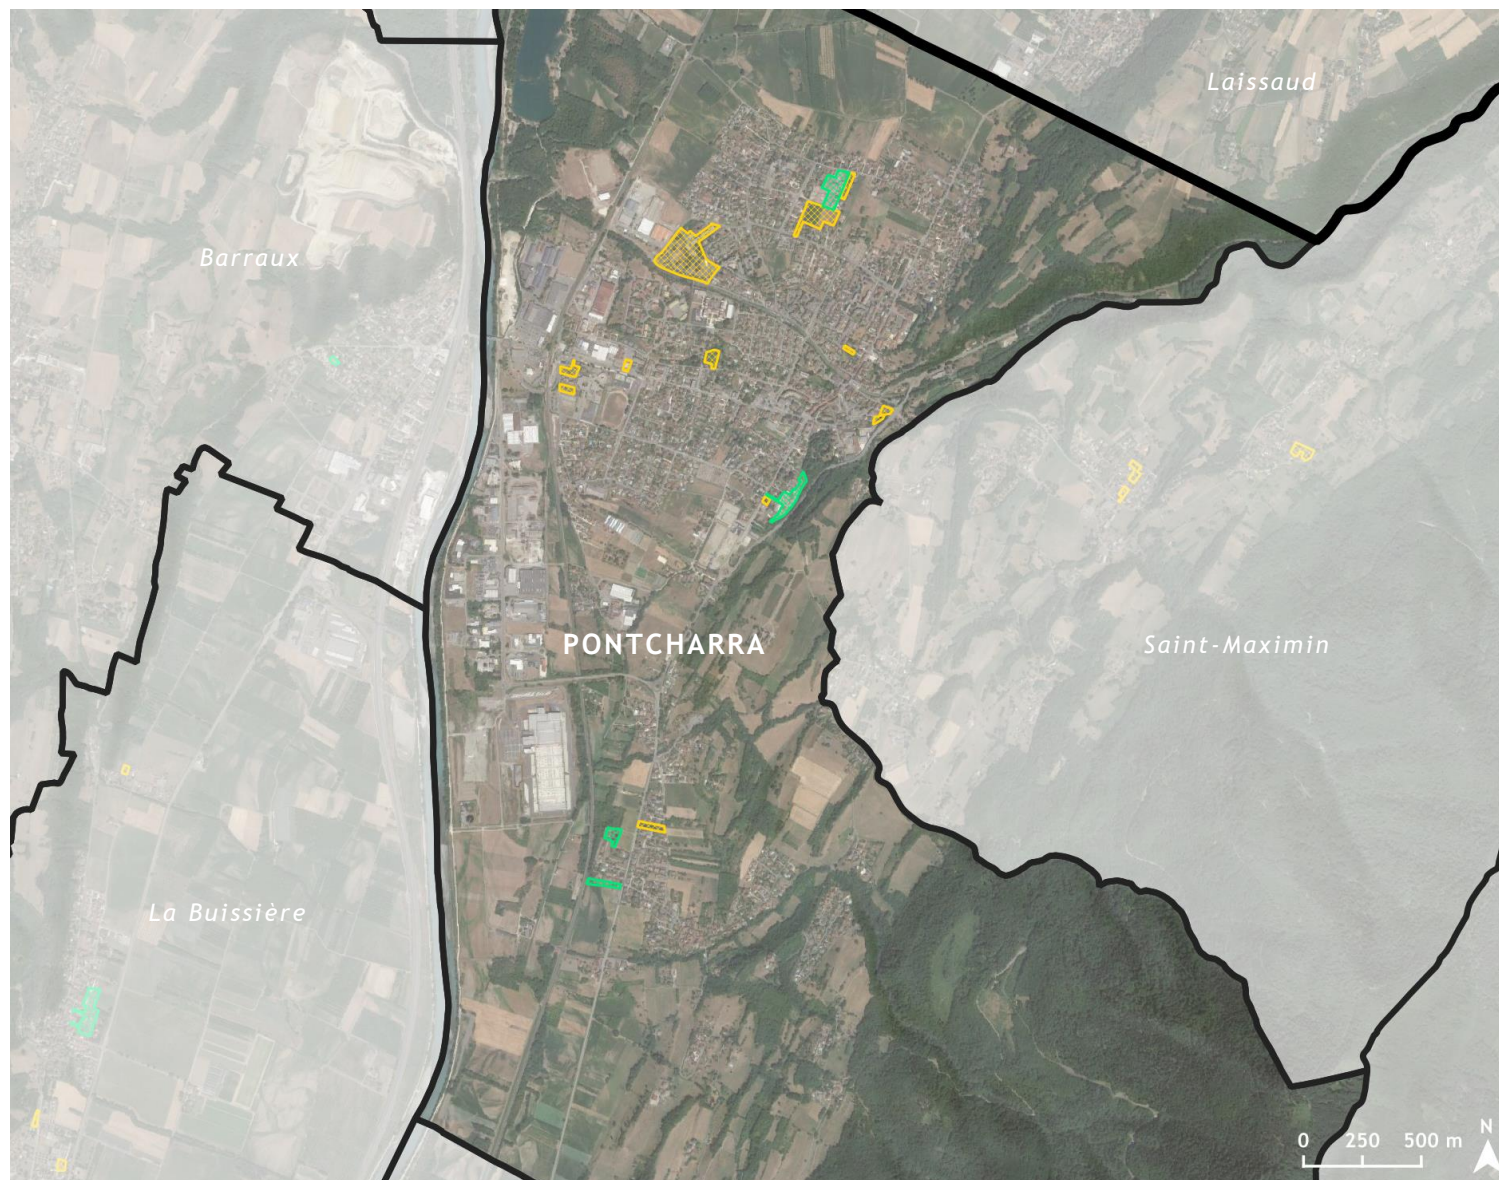 Laissaud
Barraux
PONTCHARRA
Saint-Maximin
La Buissière
N
0 250 500 m